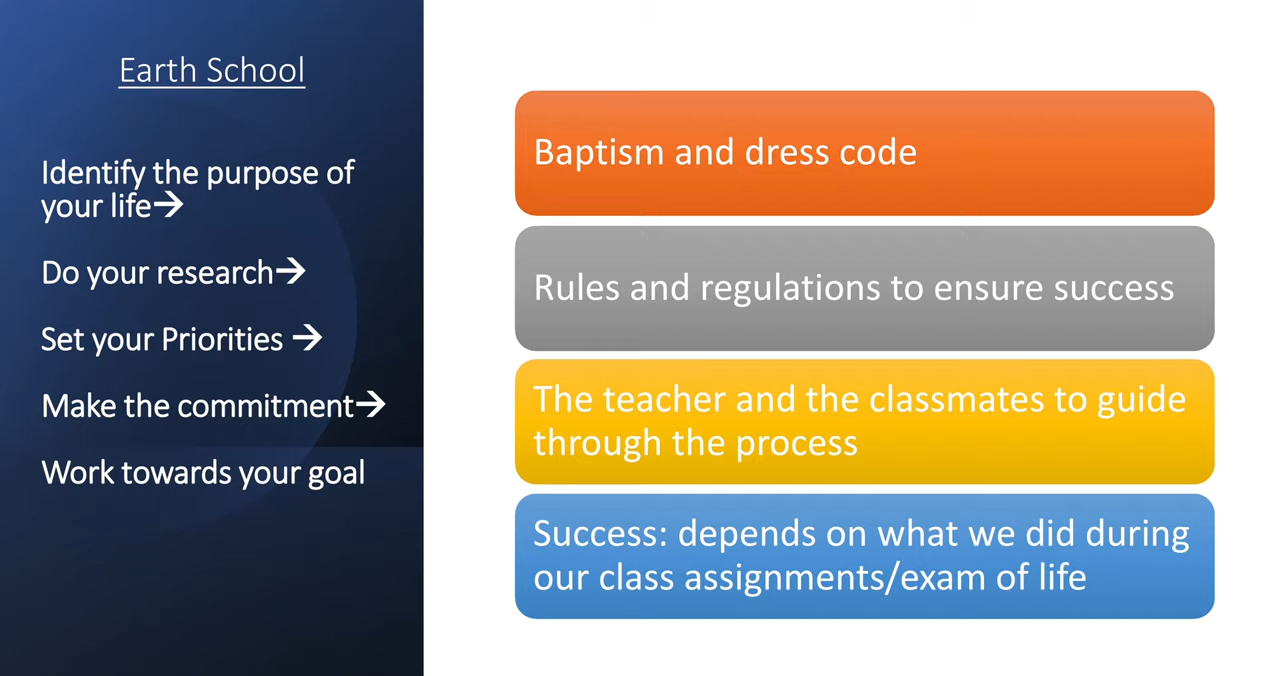 Earth School
Identify the purpose of
your life→
Do your research→
Set your Priorities →
Make the commitment→
Work towards your goal
Baptism and dress code
Rules and regulations to ensure success
The teacher and the classmates to guide
through the process
Success: depends on what we did during
our class assignments/exam of life